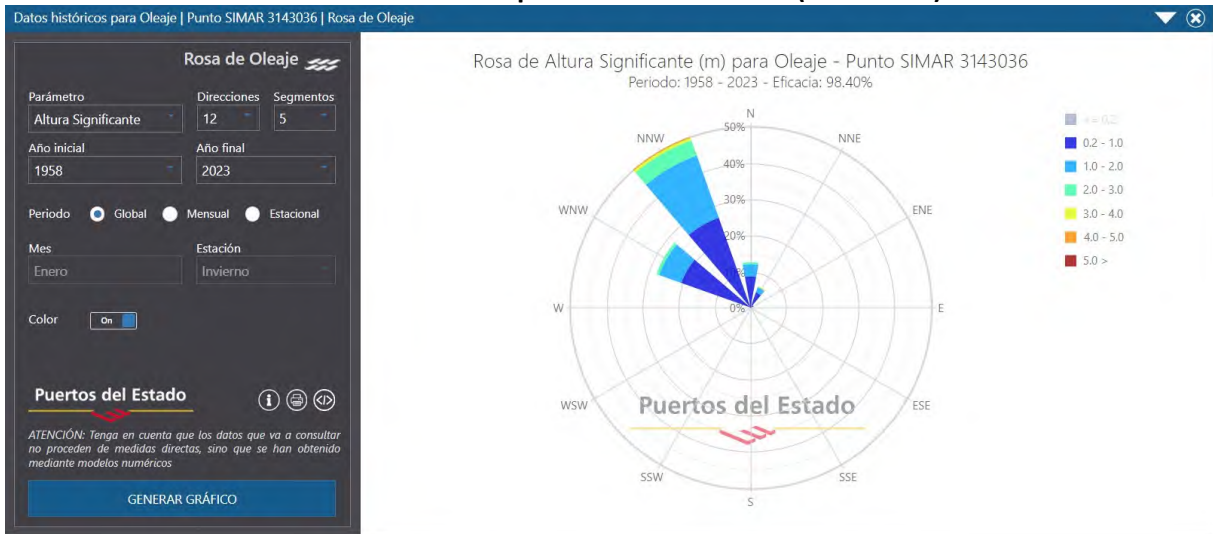 Datos históricos para Oleaje | Punto SIMAR 3143036 | Rosa de Oleaje
Rosa de Oleaje
Parámetro Direcciones Segmentos
Altura Significante 12 5
Año inicial Año final
1958 2023
Periodo Global Mensual Estacional
Mes Estación
Enero Invierno
Color On
Puertos del Estado
ATENCIÓN: Tenga en cuenta que los datos que va a consultar
no proceden de medidas directas, sino que se han obtenido
mediante modelos numéricos
GENERAR GRÁFICO
Rosa de Altura Significante (m) para Oleaje - Punto SIMAR 3143036
Periodo: 1958 - 2023 - Eficacia: 98.40%
N
NNE
ENE
E
ESE
SSE
S
SSW
WSW
W
WNW
NNW
50%
40%
30%
20%
10%
0%
Puertos del Estado
<= 0.2
0.2 - 1.0
1.0 - 2.0
2.0 - 3.0
3.0 - 4.0
4.0 - 5.0
5.0 >